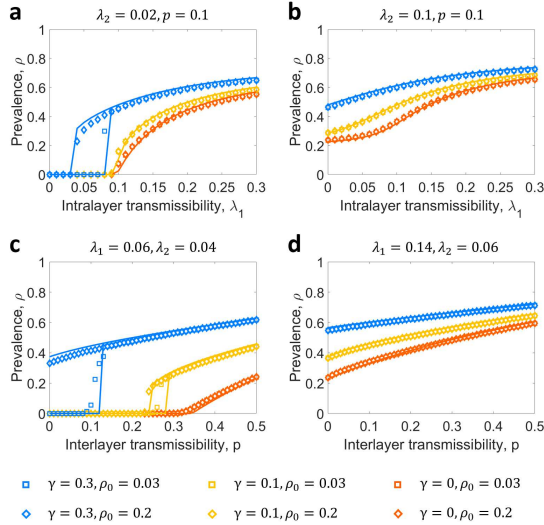 a
λ₂ = 0.02, p = 0.1
Prevalence, ρ
1
0.8
0.6
0.4
0.2
0
0 0.05 0.1 0.15 0.2 0.25 0.3
Intralayer transmissibility, λ₁
b
λ₂ = 0.1, p = 0.1
Prevalence, ρ
1
0.8
0.6
0.4
0.2
0
0 0.05 0.1 0.15 0.2 0.25 0.3
Intralayer transmissibility, λ₁
c
λ₁ = 0.06, λ₂ = 0.04
Prevalence, ρ
1
0.8
0.6
0.4
0.2
0
0 0.1 0.2 0.3 0.4 0.5
Interlayer transmissibility, p
d
λ₁ = 0.14, λ₂ = 0.06
Prevalence, ρ
1
0.8
0.6
0.4
0.2
0
0 0.1 0.2 0.3 0.4 0.5
Interlayer transmissibility, p
γ = 0.3, ρ₀ = 0.03 γ = 0.1, ρ₀ = 0.03 γ = 0, ρ₀ = 0.03
γ = 0.3, ρ₀ = 0.2 γ = 0.1, ρ₀ = 0.2 γ = 0, ρ₀ = 0.2